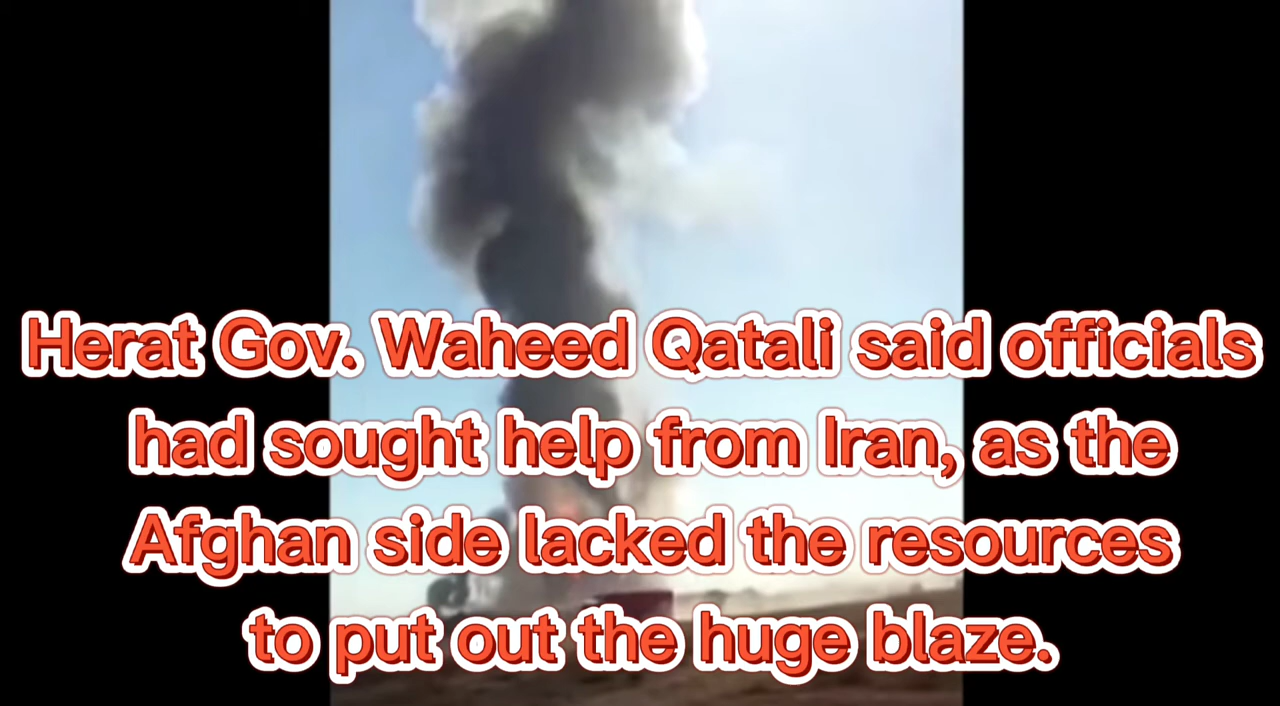 Herat Gov. Waheed Qatali said officials
had sought help from Iran, as the
Afghan side lacked the resources
to put out the huge blaze.